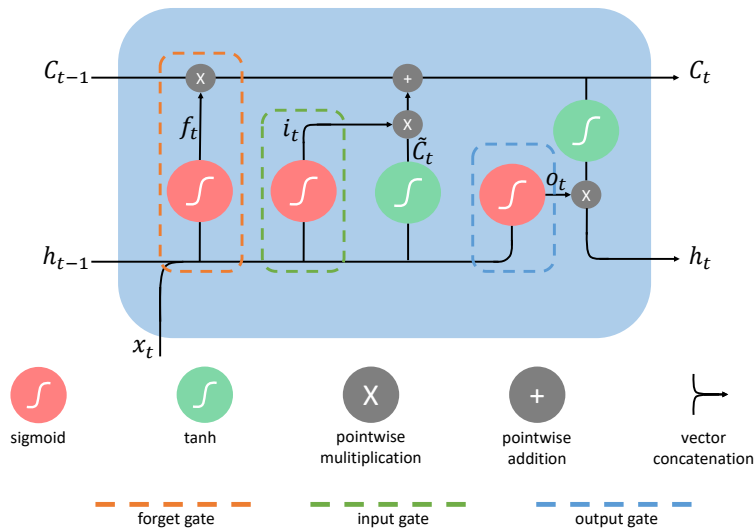 C_{t-1} X + C_t
f_t i_t X
C̃_t
o_t X
h_{t-1} h_t
x_t
X +
sigmoid tanh pointwise pointwise vector
mulitiplication addition concatenation
forget gate input gate output gate